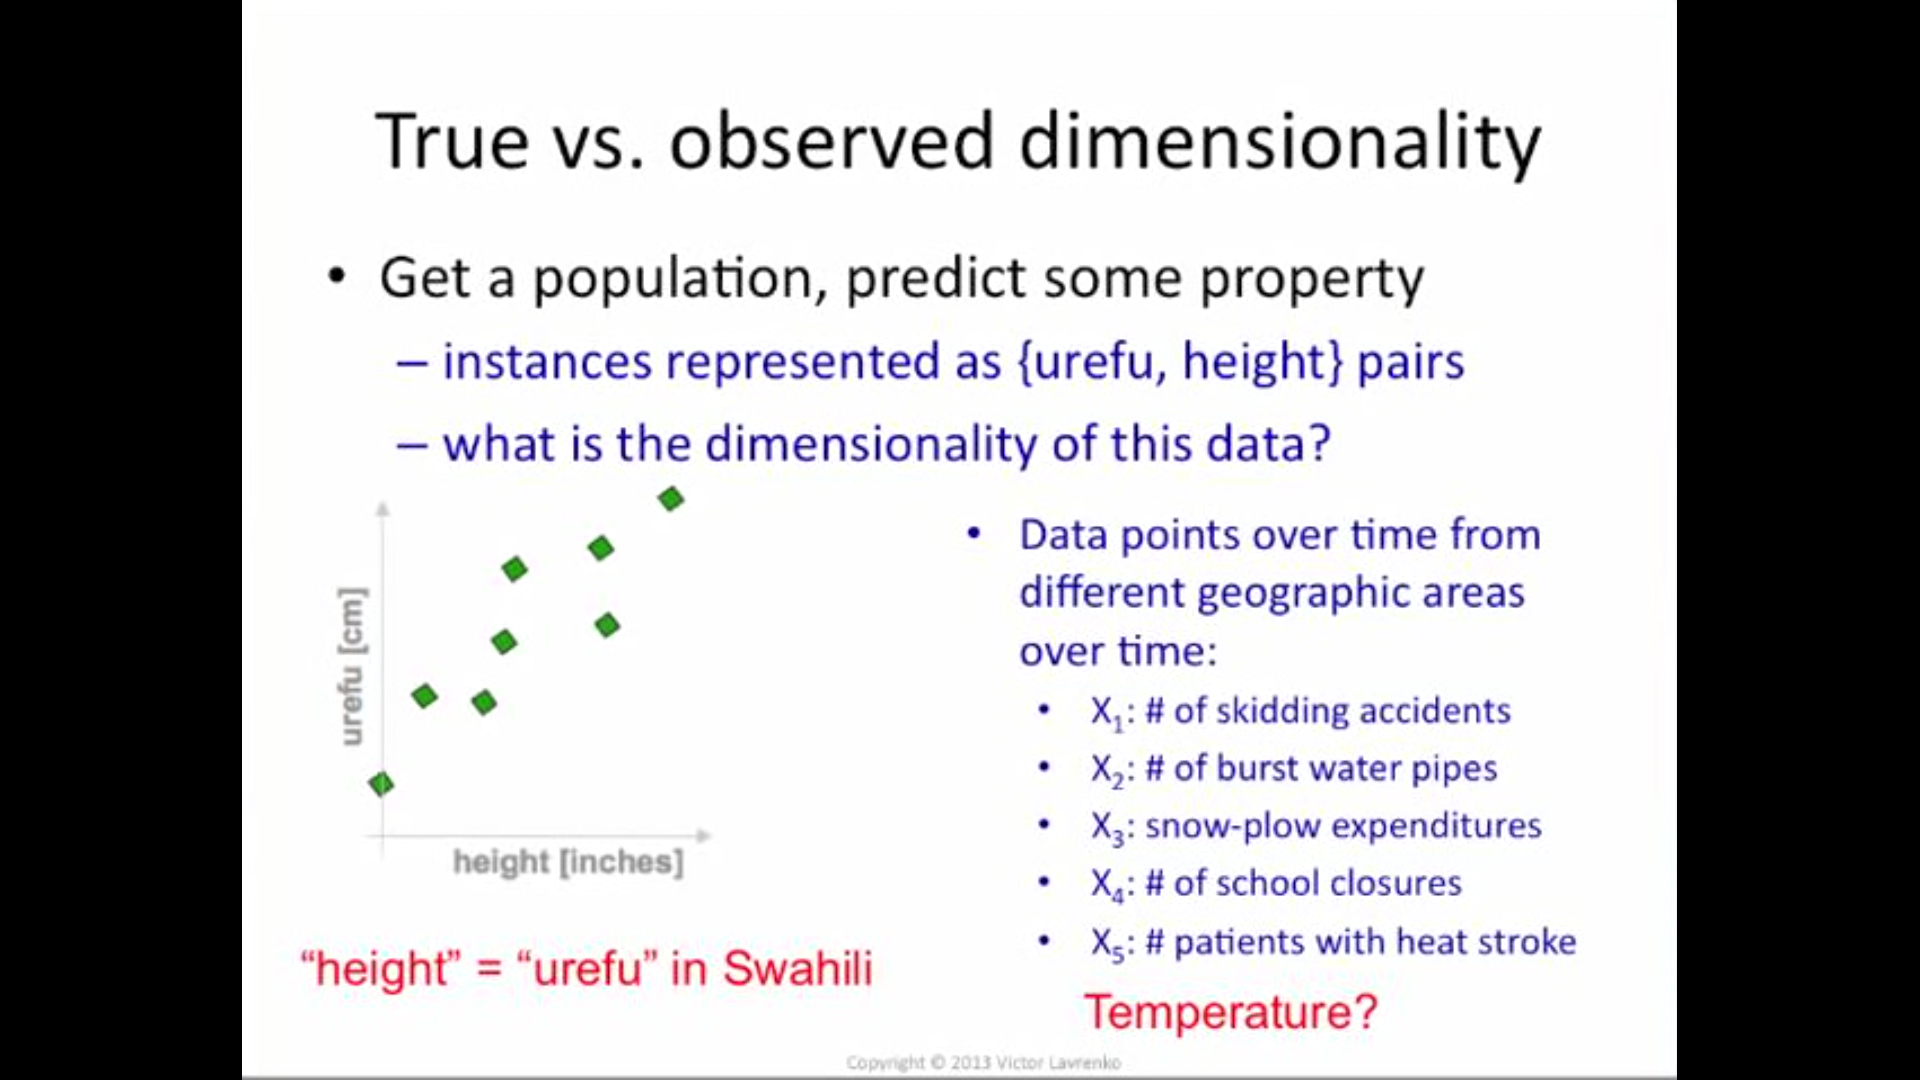 True vs. observed dimensionality
• Get a population, predict some property
– instances represented as {urefu, height} pairs
– what is the dimensionality of this data?
urefu [cm]
height [inches]
"height" = "urefu" in Swahili
• Data points over time from
different geographic areas
over time:
• X₁: # of skidding accidents
• X₂: # of burst water pipes
• X₃: snow-plow expenditures
• X₄: # of school closures
• X₅: # patients with heat stroke
Temperature?
Copyright © 2013 Victor Lavrenko